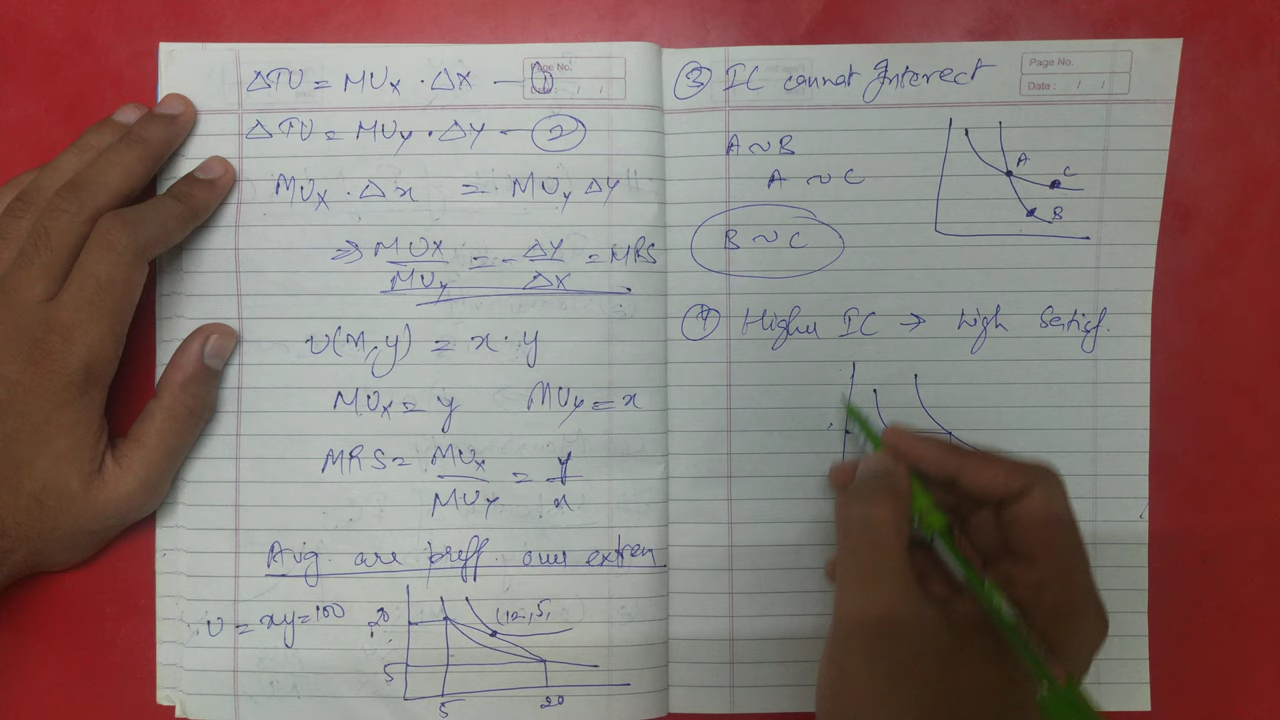 ΔTU = MUx · ΔX — ①
Page No.
Date : / /
ΔTU = MUy · ΔY — ②
MUx · Δx = MUy ΔY
⇒ MUx / MUy = - ΔY / ΔX = MRS
U(x,y) = x · y
MUx = y MUy = x
MRS = MUx / MUy = y / x
Avg. are preff. over extrem
U = xy = 100
20
(12.5,
5
5 20
③ IC cannot Interect
Page No.
Date : / /
A ~ B
A ~ C
B ~ C
A
C
B
④ Higher IC → high Satisf.